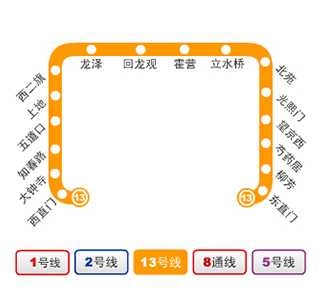 龙泽
回龙观
霍营
立水桥
西二旗
上地
五道口
知春路
大钟寺
西直门
北苑
光熙门
望京西
芍药居
柳芳
东直门
13
13
1号线
2号线
13号线
8通线
5号线